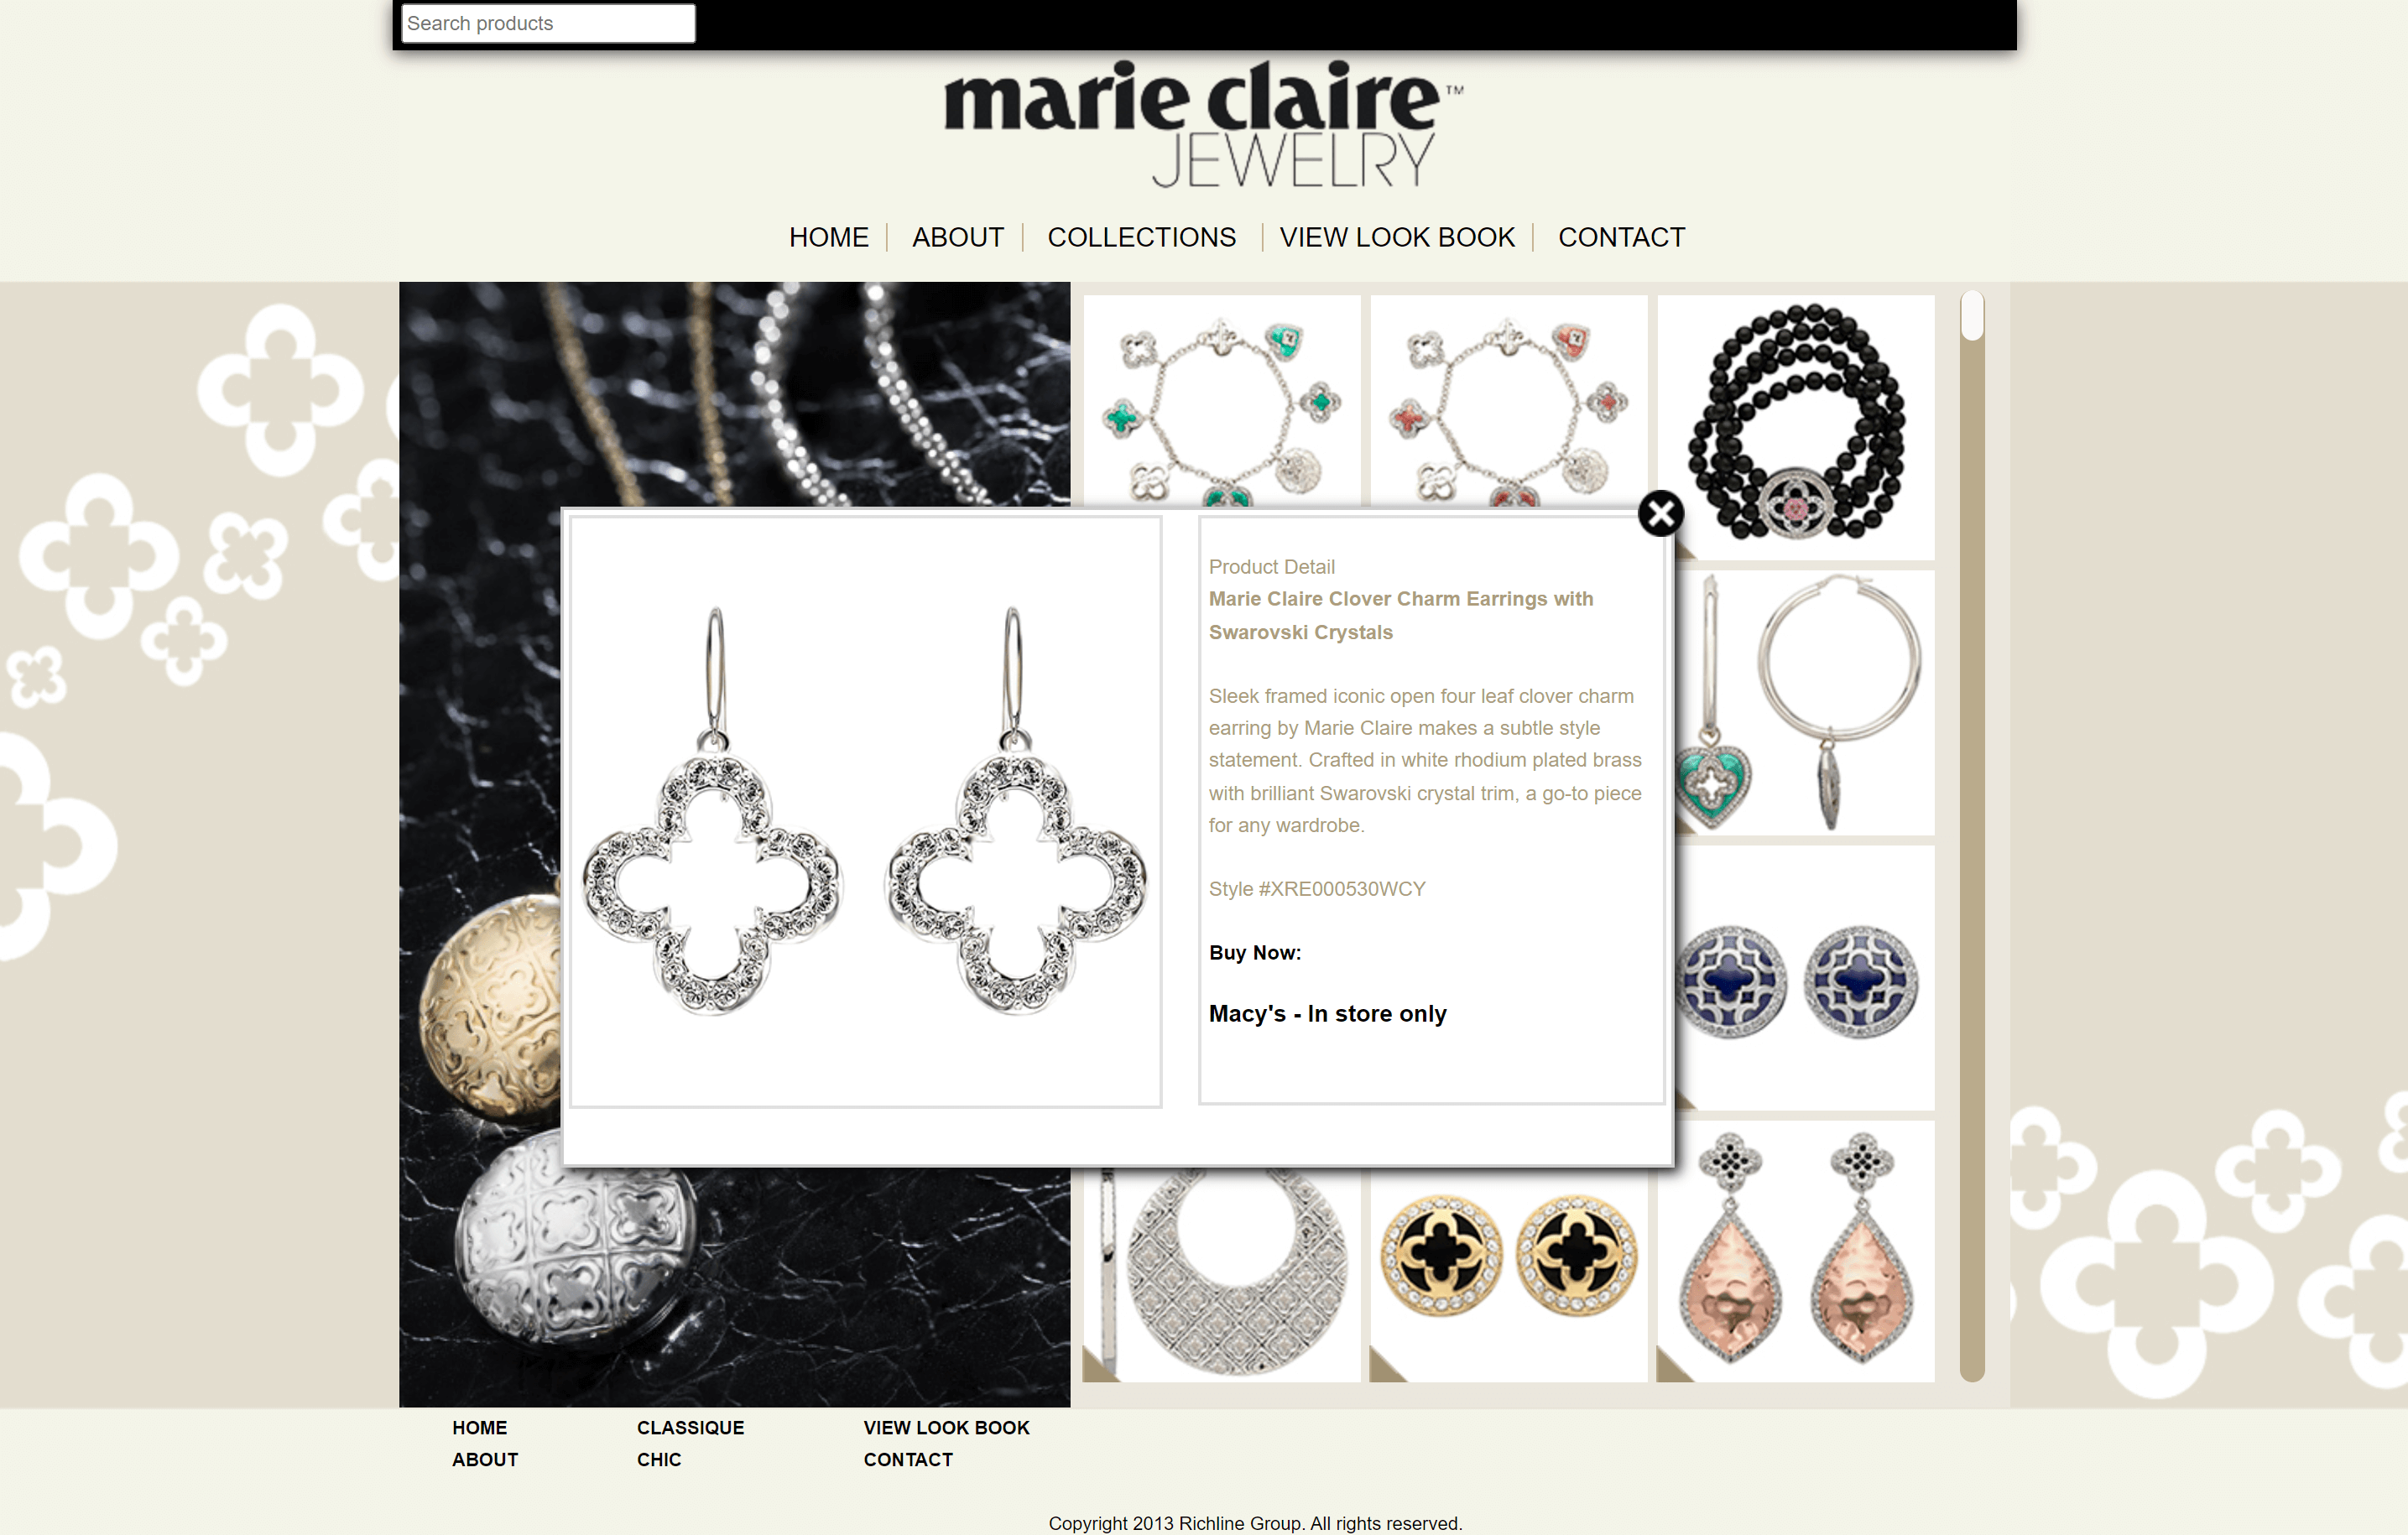 Search products
marie claire™
JEWELRY
HOME
ABOUT
COLLECTIONS
VIEW LOOK BOOK
CONTACT
Product Detail
Marie Claire Clover Charm Earrings with
Swarovski Crystals
Sleek framed iconic open four leaf clover charm
earring by Marie Claire makes a subtle style
statement. Crafted in white rhodium plated brass
with brilliant Swarovski crystal trim, a go-to piece
for any wardrobe.
Style #XRE000530WCY
Buy Now:
Macy's - In store only
HOME
ABOUT
CLASSIQUE
CHIC
VIEW LOOK BOOK
CONTACT
Copyright 2013 Richline Group. All rights reserved.